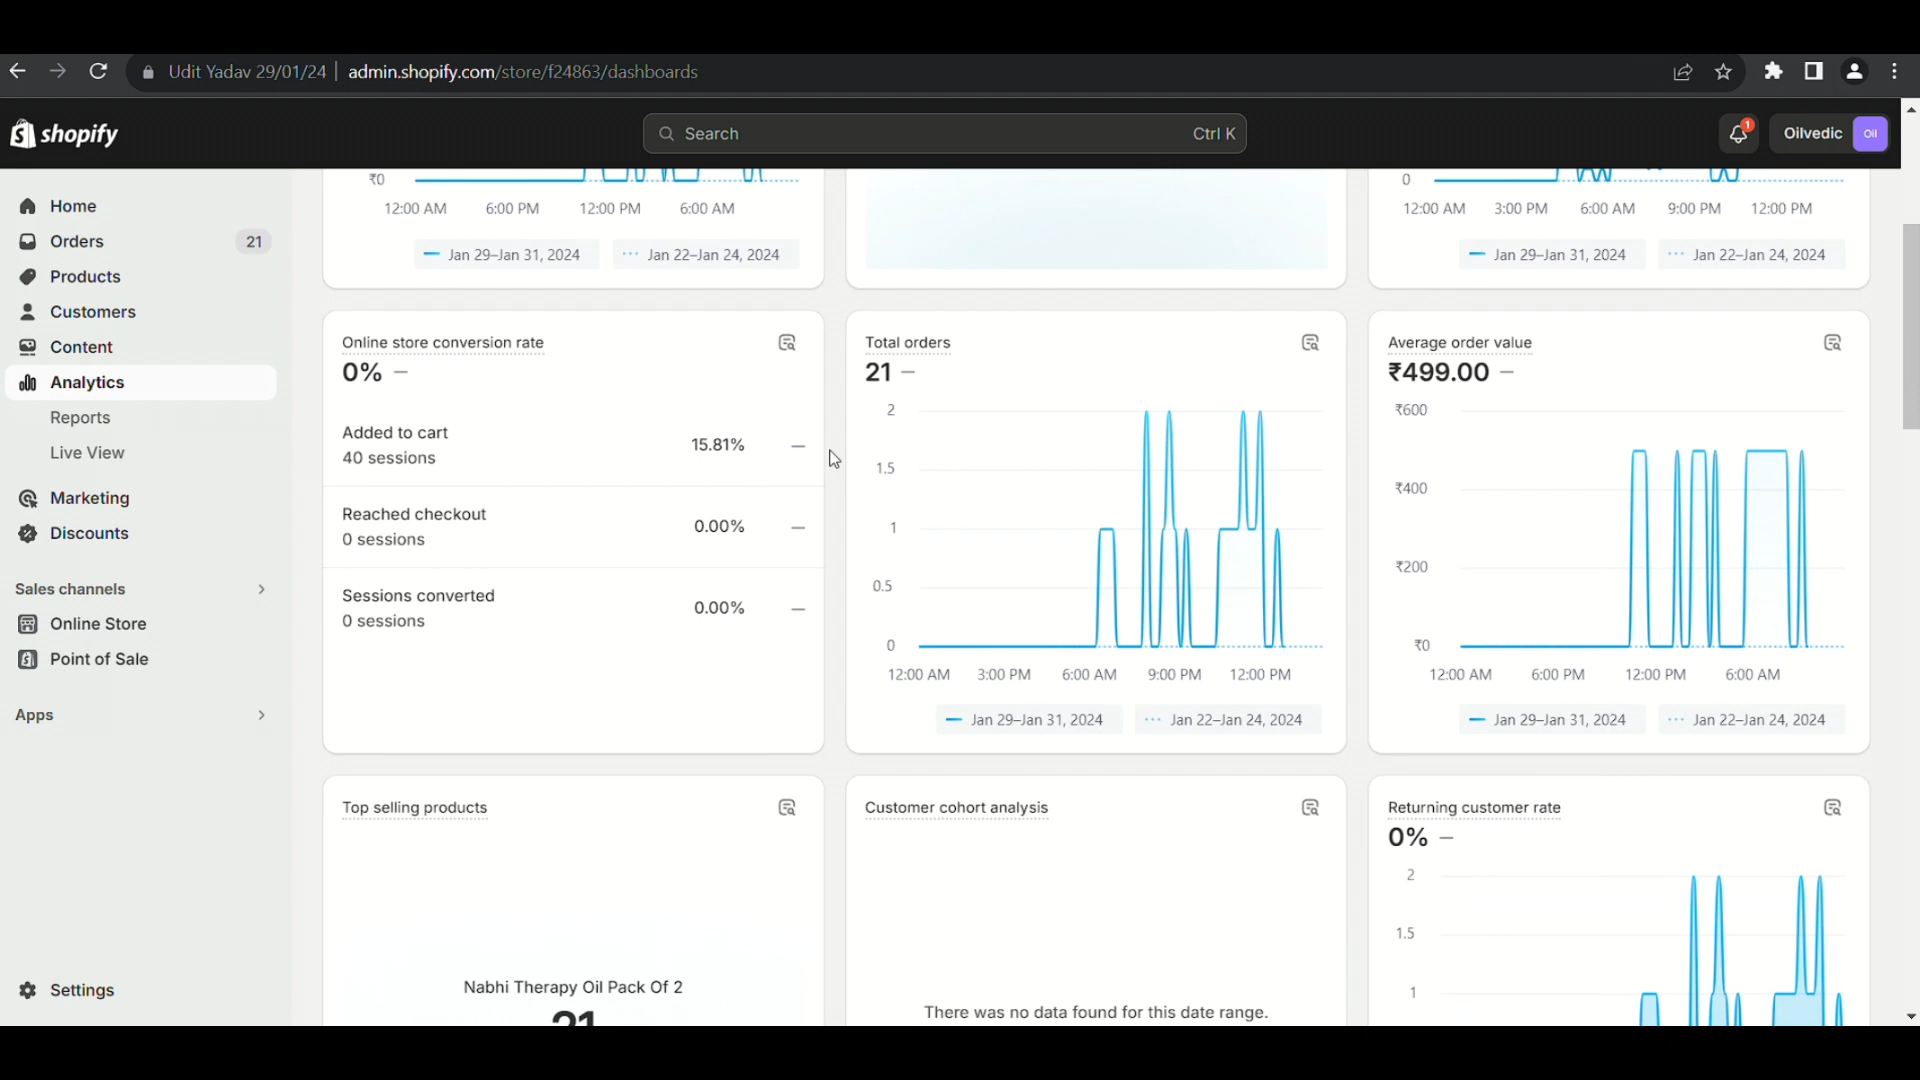 Udit Yadav 29/01/24 | admin.shopify.com/store/f24863/dashboards
shopify
Search Ctrl K
1
Oilvedic Oil
Home
Orders 21
Products
Customers
Content
Analytics
Reports
Live View
Marketing
Discounts
Sales channels
Online Store
Point of Sale
Apps
Settings
₹0
12:00 AM 6:00 PM 12:00 PM 6:00 AM
Jan 29–Jan 31, 2024 Jan 22–Jan 24, 2024
0
12:00 AM 3:00 PM 6:00 AM 9:00 PM 12:00 PM
Jan 29–Jan 31, 2024 Jan 22–Jan 24, 2024
Online store conversion rate
0% –
Added to cart
40 sessions
15.81% –
Reached checkout
0 sessions
0.00% –
Sessions converted
0 sessions
0.00% –
Total orders
21 –
2
1.5
1
0.5
0
12:00 AM 3:00 PM 6:00 AM 9:00 PM 12:00 PM
Jan 29–Jan 31, 2024 Jan 22–Jan 24, 2024
Average order value
₹499.00 –
₹600
₹400
₹200
₹0
12:00 AM 6:00 PM 12:00 PM 6:00 AM
Jan 29–Jan 31, 2024 Jan 22–Jan 24, 2024
Top selling products
Nabhi Therapy Oil Pack Of 2
21
Customer cohort analysis
There was no data found for this date range.
Returning customer rate
0% –
2
1.5
1